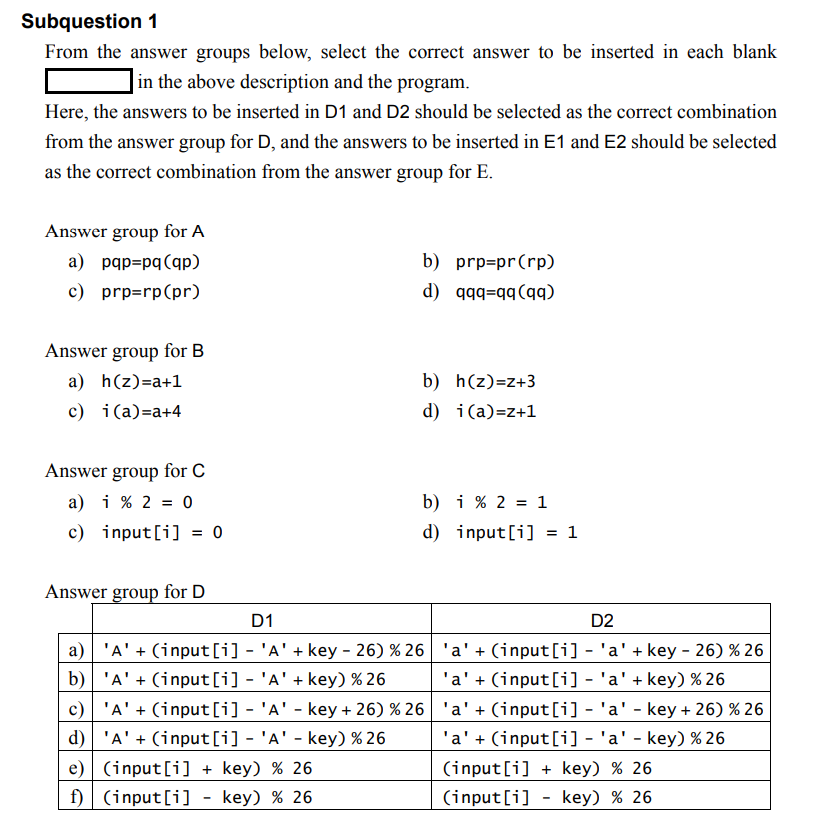 Subquestion 1
From the answer groups below, select the correct answer to be inserted in each blank
in the above description and the program.
Here, the answers to be inserted in D1 and D2 should be selected as the correct combination
from the answer group for D, and the answers to be inserted in E1 and E2 should be selected
as the correct combination from the answer group for E.
Answer group for A
a) pqp=pq(qp) b) prp=pr(rp)
c) prp=rp(pr) d) qqq=qq(qq)
Answer group for B
a) h(z)=a+1 b) h(z)=z+3
c) i(a)=a+4 d) i(a)=z+1
Answer group for C
a) i % 2 = 0 b) i % 2 = 1
c) input[i] = 0 d) input[i] = 1
Answer group for D
D1 D2
a) 'A' + (input[i] - 'A' + key - 26) % 26 'a' + (input[i] - 'a' + key - 26) % 26
b) 'A' + (input[i] - 'A' + key) % 26 'a' + (input[i] - 'a' + key) % 26
c) 'A' + (input[i] - 'A' - key + 26) % 26 'a' + (input[i] - 'a' - key + 26) % 26
d) 'A' + (input[i] - 'A' - key) % 26 'a' + (input[i] - 'a' - key) % 26
e) (input[i] + key) % 26 (input[i] + key) % 26
f) (input[i] - key) % 26 (input[i] - key) % 26